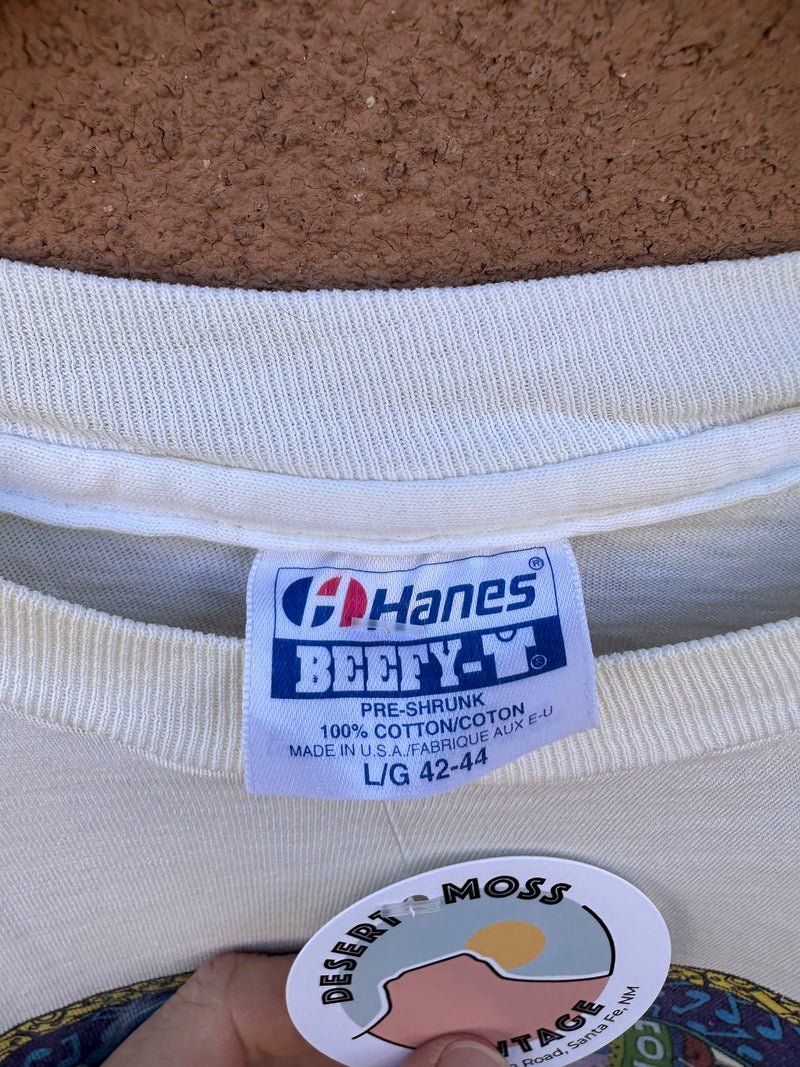 Hanes®
BEEFY-T®
PRE-SHRUNK
100% COTTON/COTON
MADE IN U.S.A./FABRIQUE AUX E-U
L/G 42-44
DESERT MOSS
Road, Santa Fe, NM